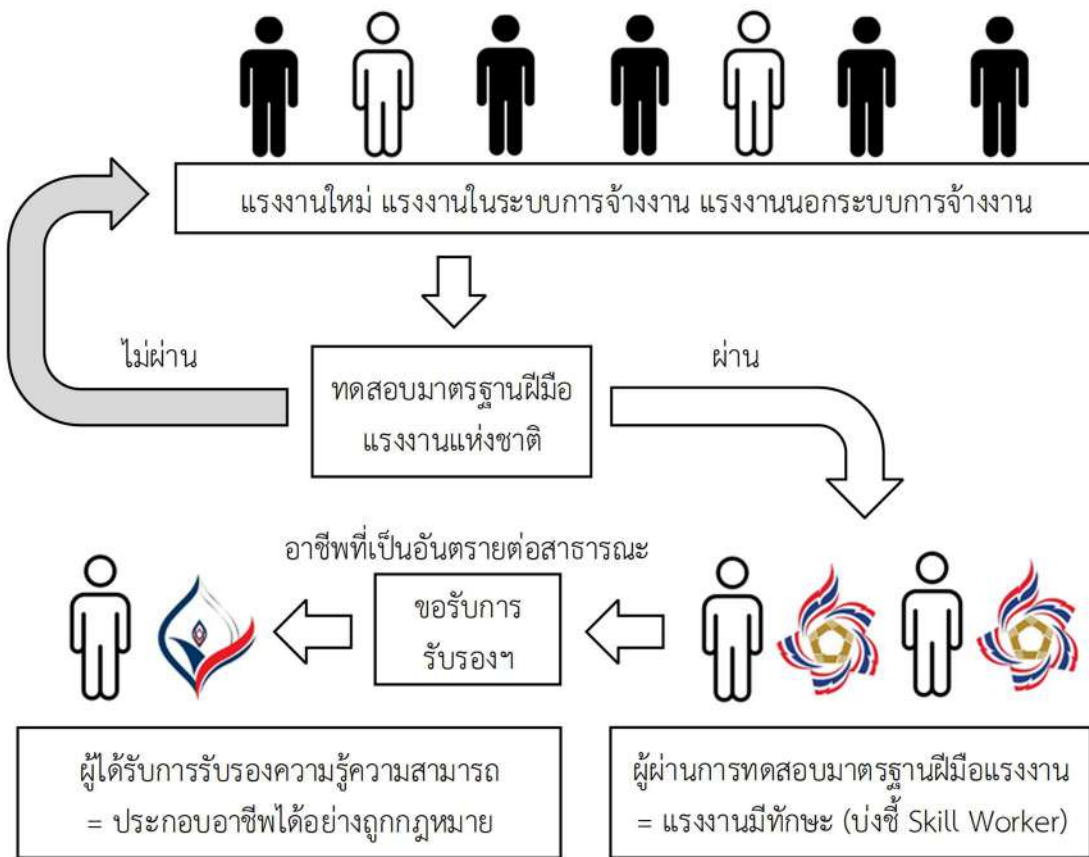 แรงงานใหม่ แรงงานในระบบการจ้างงาน แรงงานนอกระบบการจ้างงาน
ไม่ผ่าน
ทดสอบมาตรฐานฝีมือ
แรงงานแห่งชาติ
ผ่าน
อาชีพที่เป็นอันตรายต่อสาธารณะ
ขอรับการ
รับรองฯ
ผู้ได้รับการรับรองความรู้ความสามารถ
= ประกอบอาชีพได้อย่างถูกกฎหมาย
ผู้ผ่านการทดสอบมาตรฐานฝีมือแรงงาน
= แรงงานมีทักษะ (บ่งชี้ Skill Worker)